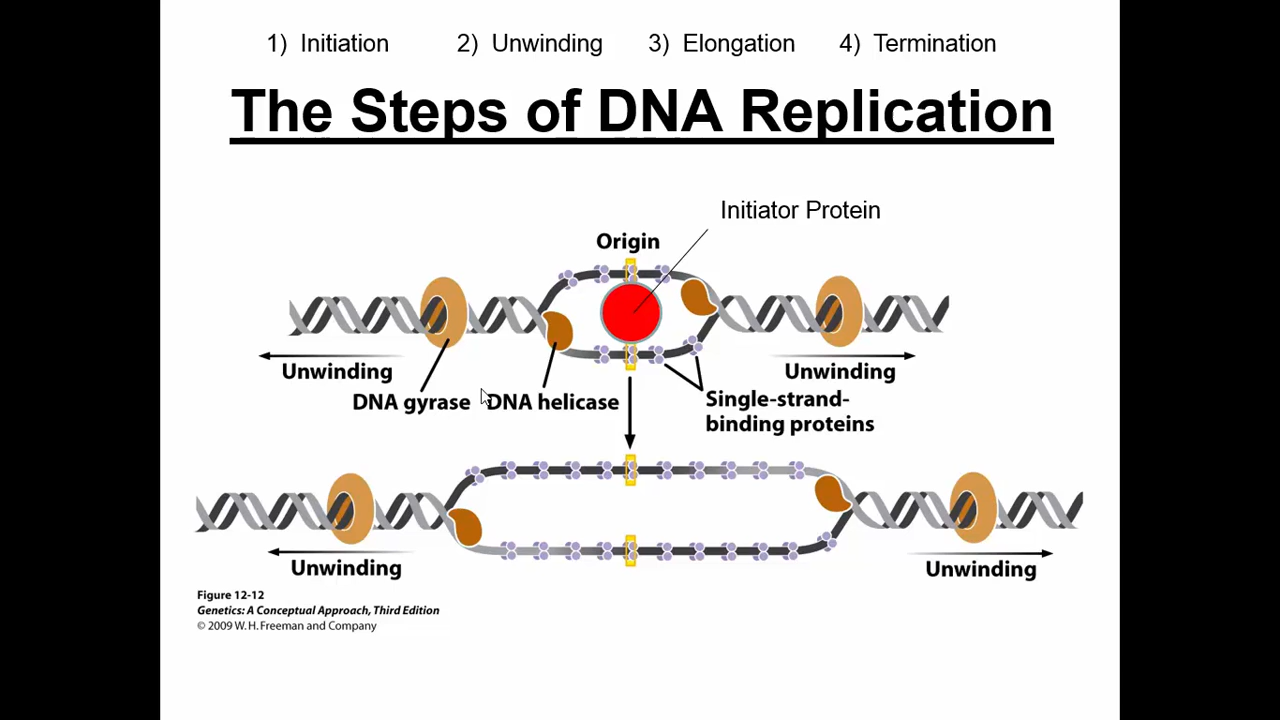 1) Initiation 2) Unwinding 3) Elongation 4) Termination
The Steps of DNA Replication
Initiator Protein
Origin
Unwinding
Unwinding
DNA gyrase
DNA helicase
Single-strand-
binding proteins
Unwinding
Unwinding
Figure 12-12
Genetics: A Conceptual Approach, Third Edition
© 2009 W. H. Freeman and Company